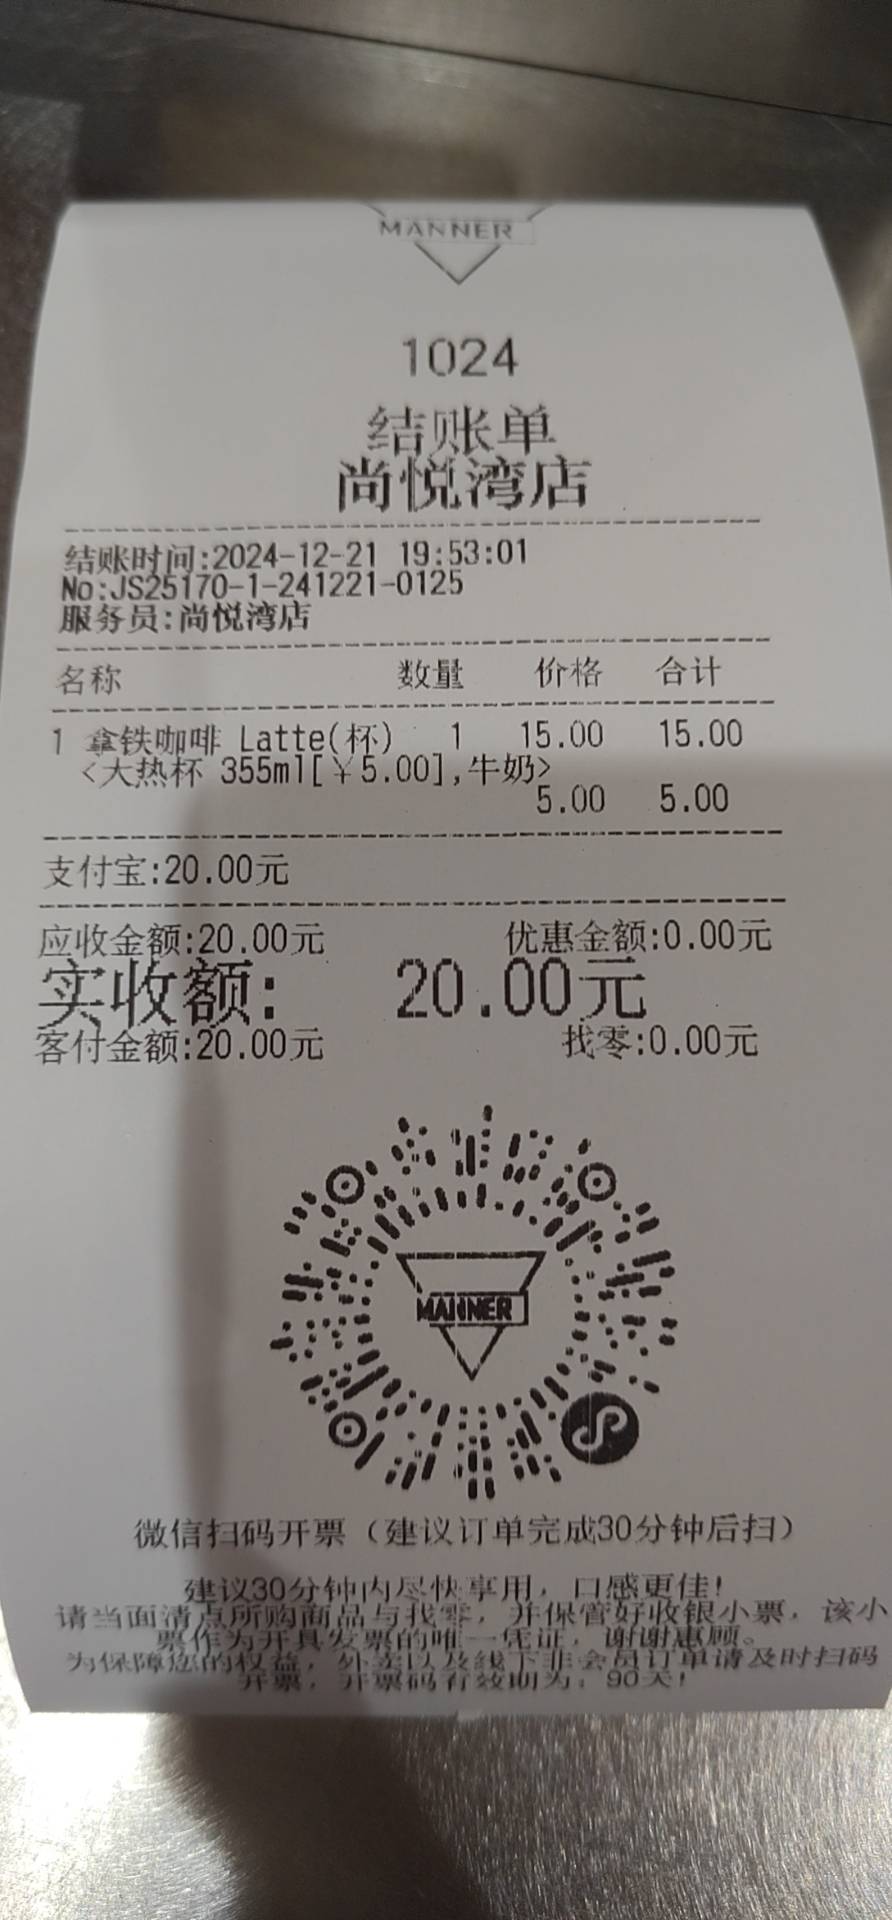 MANNER
1024
结账单
尚悦湾店
结账时间:2024-12-21 19:53:01
No:JS25170-1-241221-0125
服务员:尚悦湾店
名称 数量 价格 合计
1 拿铁咖啡 Latte(杯) 1 15.00 15.00
<大热杯 355ml[￥5.00],牛奶>
5.00 5.00
支付宝:20.00元
应收金额:20.00元 优惠金额:0.00元
实收额: 20.00元
客付金额:20.00元 找零:0.00元
MANNER
微信扫码开票（建议订单完成30分钟后扫）
建议30分钟内尽快享用，口感更佳!
请当面清点所购商品与找零，并保管好收银小票，该小
票作为开具发票的唯一凭证，谢谢惠顾。
为保障您的权益，外卖以及线下非会员订单请及时扫码
开票，开票码有效期为：90天!